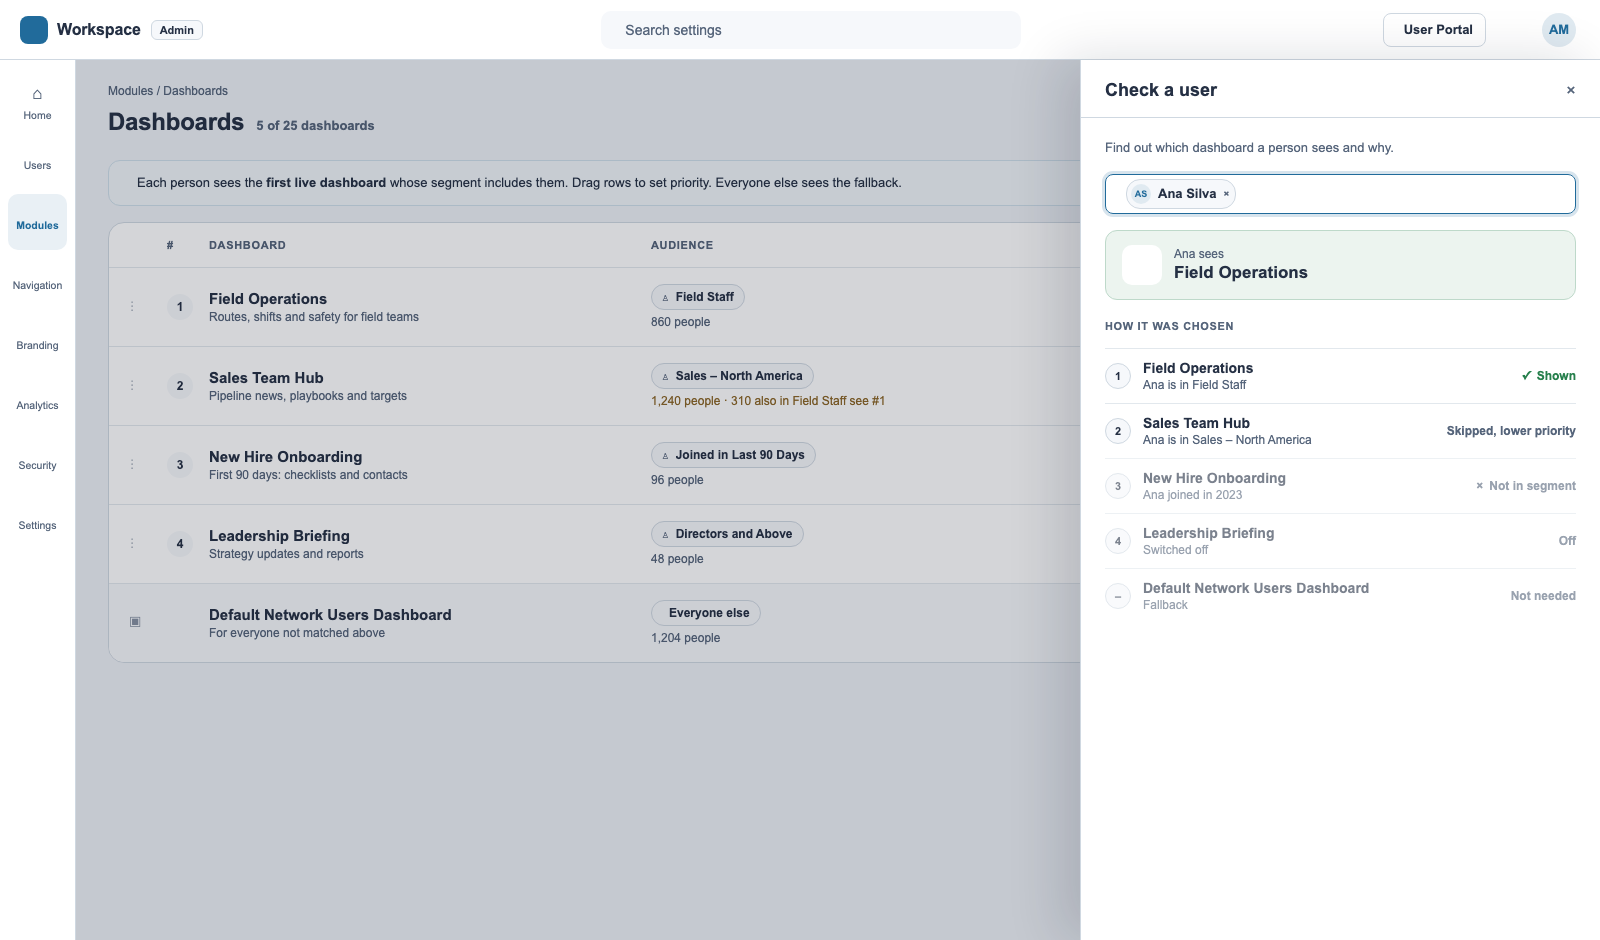 Workspace Admin
Search settings
User Portal
AM
Home
Users
Modules
Navigation
Branding
Analytics
Security
Settings
Modules / Dashboards
Dashboards 5 of 25 dashboards
Each person sees the first live dashboard whose segment includes them. Drag rows to set priority. Everyone else sees the fallback.
# DASHBOARD AUDIENCE
1 Field Operations Field Staff
Routes, shifts and safety for field teams 860 people
2 Sales Team Hub Sales – North America
Pipeline news, playbooks and targets 1,240 people · 310 also in Field Staff see #1
3 New Hire Onboarding Joined in Last 90 Days
First 90 days: checklists and contacts 96 people
4 Leadership Briefing Directors and Above
Strategy updates and reports 48 people
Default Network Users Dashboard Everyone else
For everyone not matched above 1,204 people
Check a user ×
Find out which dashboard a person sees and why.
AS Ana Silva ×
Ana sees
Field Operations
HOW IT WAS CHOSEN
1 Field Operations ✓ Shown
Ana is in Field Staff
2 Sales Team Hub Skipped, lower priority
Ana is in Sales – North America
3 New Hire Onboarding × Not in segment
Ana joined in 2023
4 Leadership Briefing Off
Switched off
– Default Network Users Dashboard Not needed
Fallback